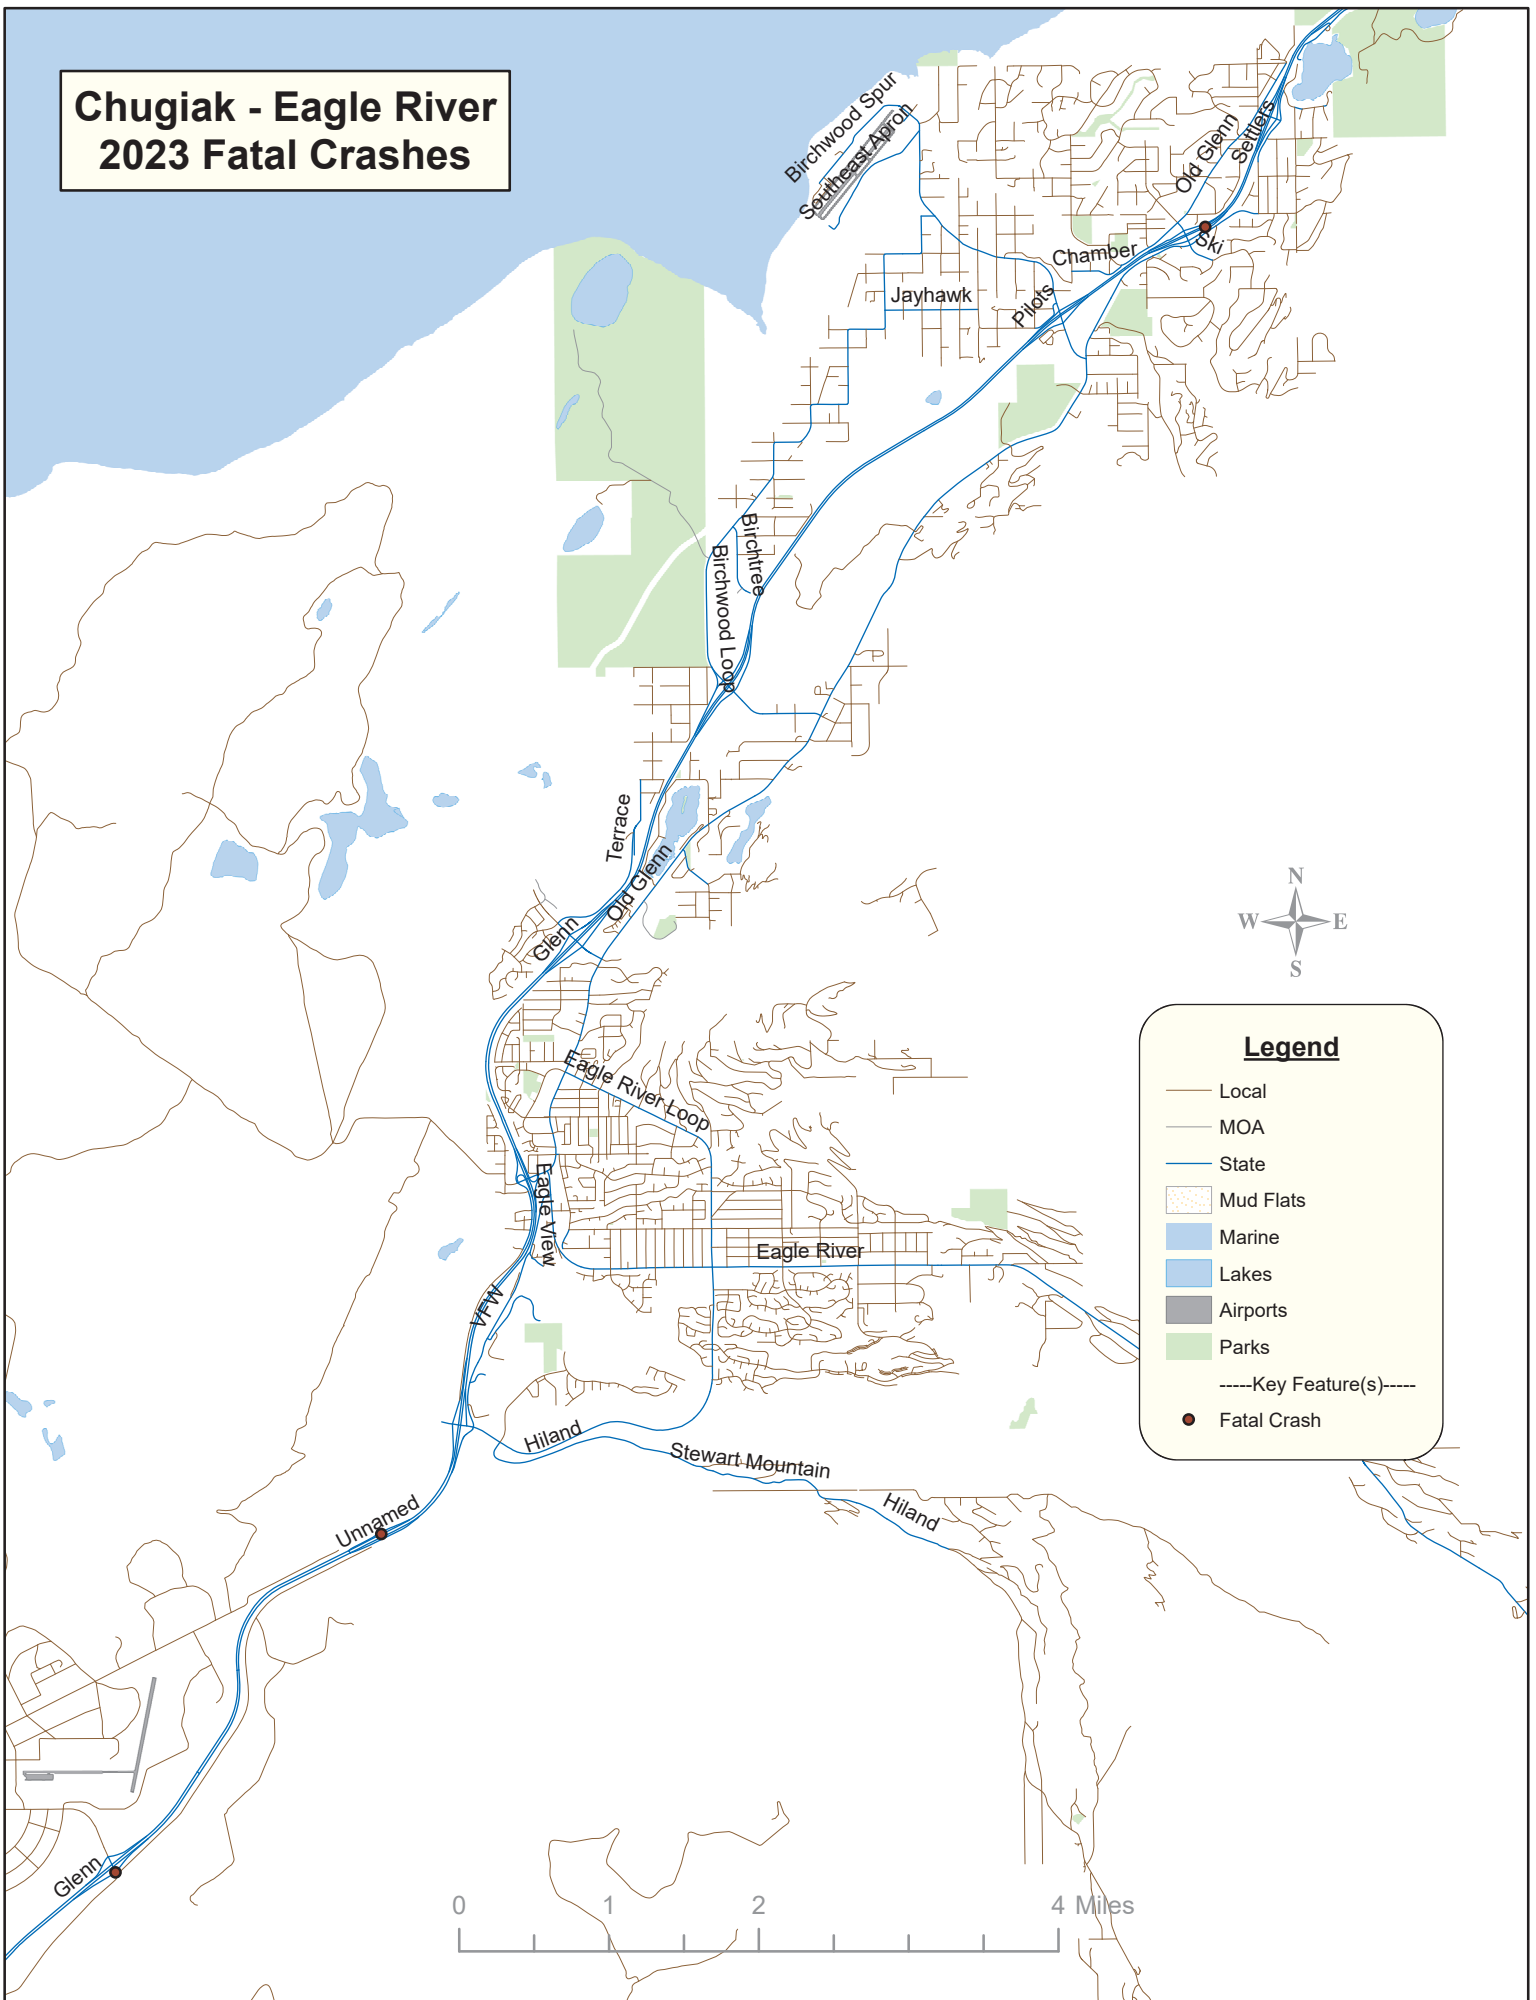 Chugiak - Eagle River
2023 Fatal Crashes
Birchwood Spur
Southeast Apron
Old Glenn
Settlers
Ski
Chamber
Jayhawk
Pilots
Birchtree
Birchwood Loop
Terrace
Old Glenn
Glenn
Eagle River Loop
Eagle View
Eagle River
VFW
Hiland
Stewart Mountain
Hiland
Unnamed
Glenn
N
W E
S
Legend
Local
MOA
State
Mud Flats
Marine
Lakes
Airports
Parks
-----Key Feature(s)-----
Fatal Crash
0 1 2 4 Miles